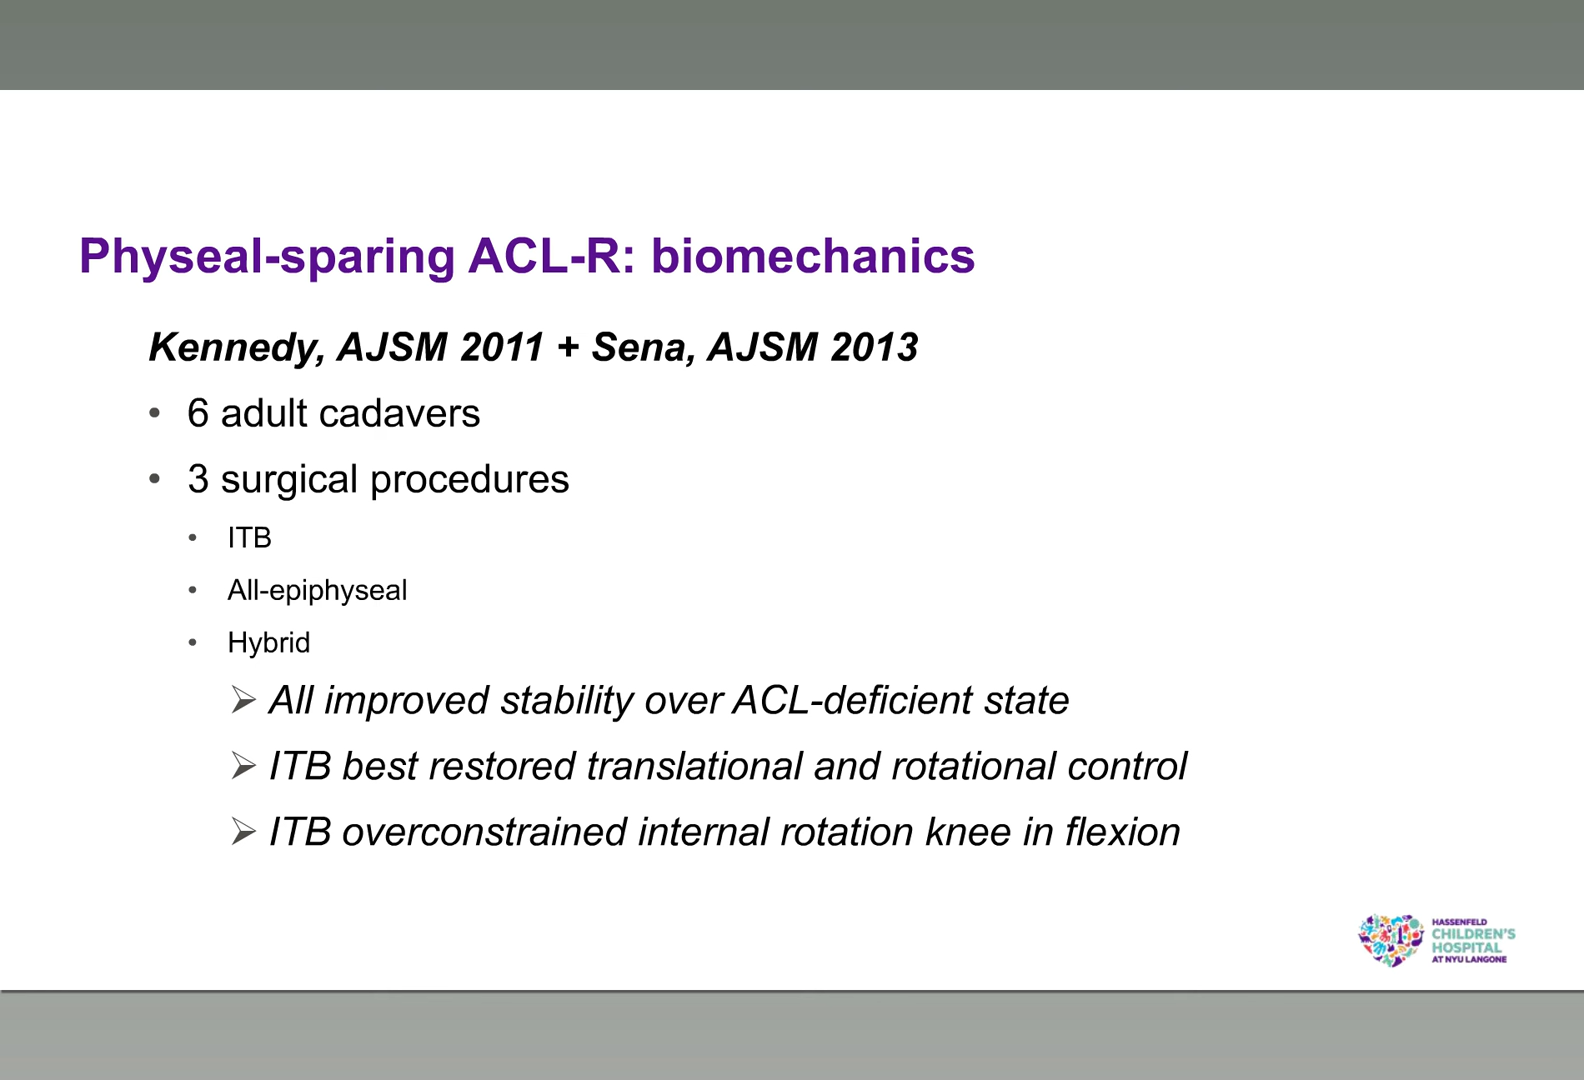 Physeal-sparing ACL-R: biomechanics
Kennedy, AJSM 2011 + Sena, AJSM 2013
• 6 adult cadavers
• 3 surgical procedures
• ITB
• All-epiphyseal
• Hybrid
➢ All improved stability over ACL-deficient state
➢ ITB best restored translational and rotational control
➢ ITB overconstrained internal rotation knee in flexion
HASSENFELD
CHILDREN'S
HOSPITAL
AT NYU LANGONE